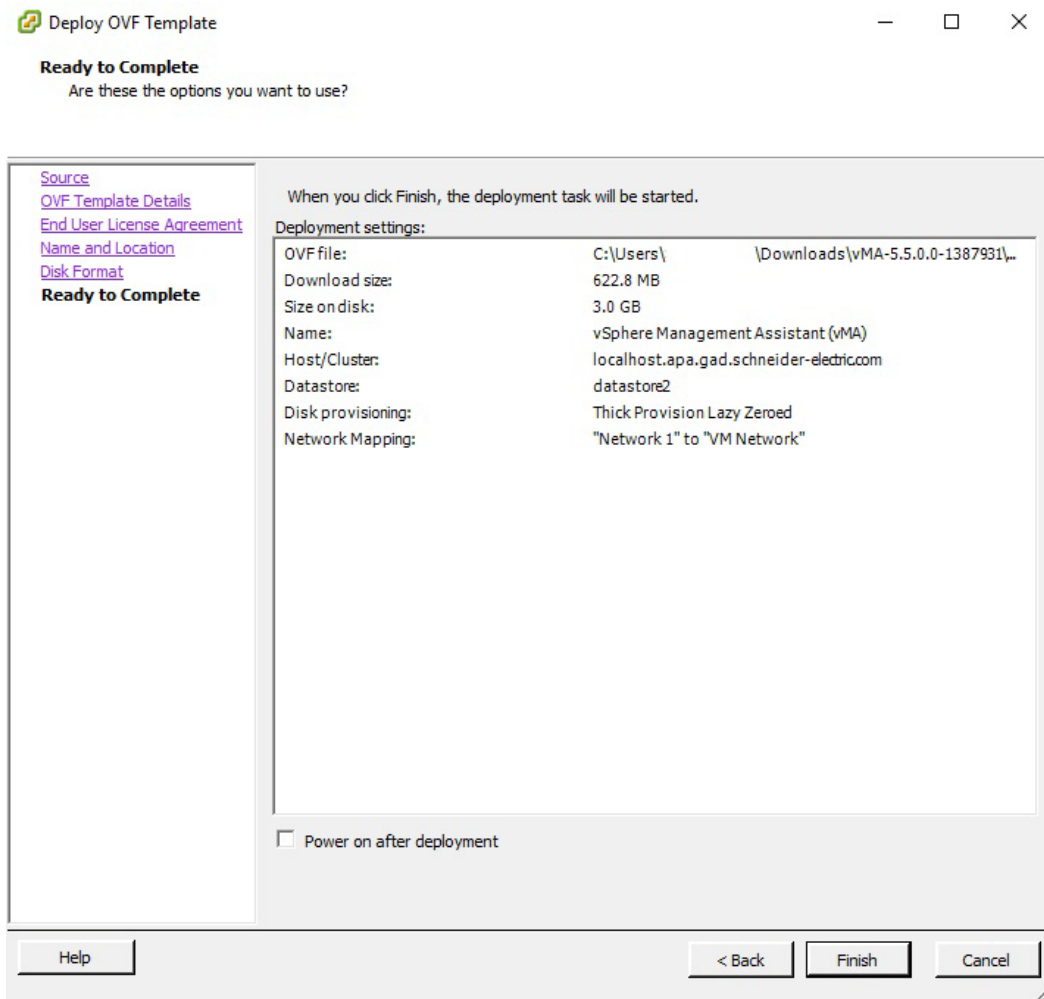 Deploy OVF Template
Ready to Complete
Are these the options you want to use?
Source
OVF Template Details
End User License Agreement
Name and Location
Disk Format
Ready to Complete
When you click Finish, the deployment task will be started.
Deployment settings:
OVF file: C:\Users\ \Downloads\vMA-5.5.0.0-1387931\...
Download size: 622.8 MB
Size on disk: 3.0 GB
Name: vSphere Management Assistant (vMA)
Host/Cluster: localhost.apa.gad.schneider-electric.com
Datastore: datastore2
Disk provisioning: Thick Provision Lazy Zeroed
Network Mapping: "Network 1" to "VM Network"
Power on after deployment
Help
< Back
Finish
Cancel